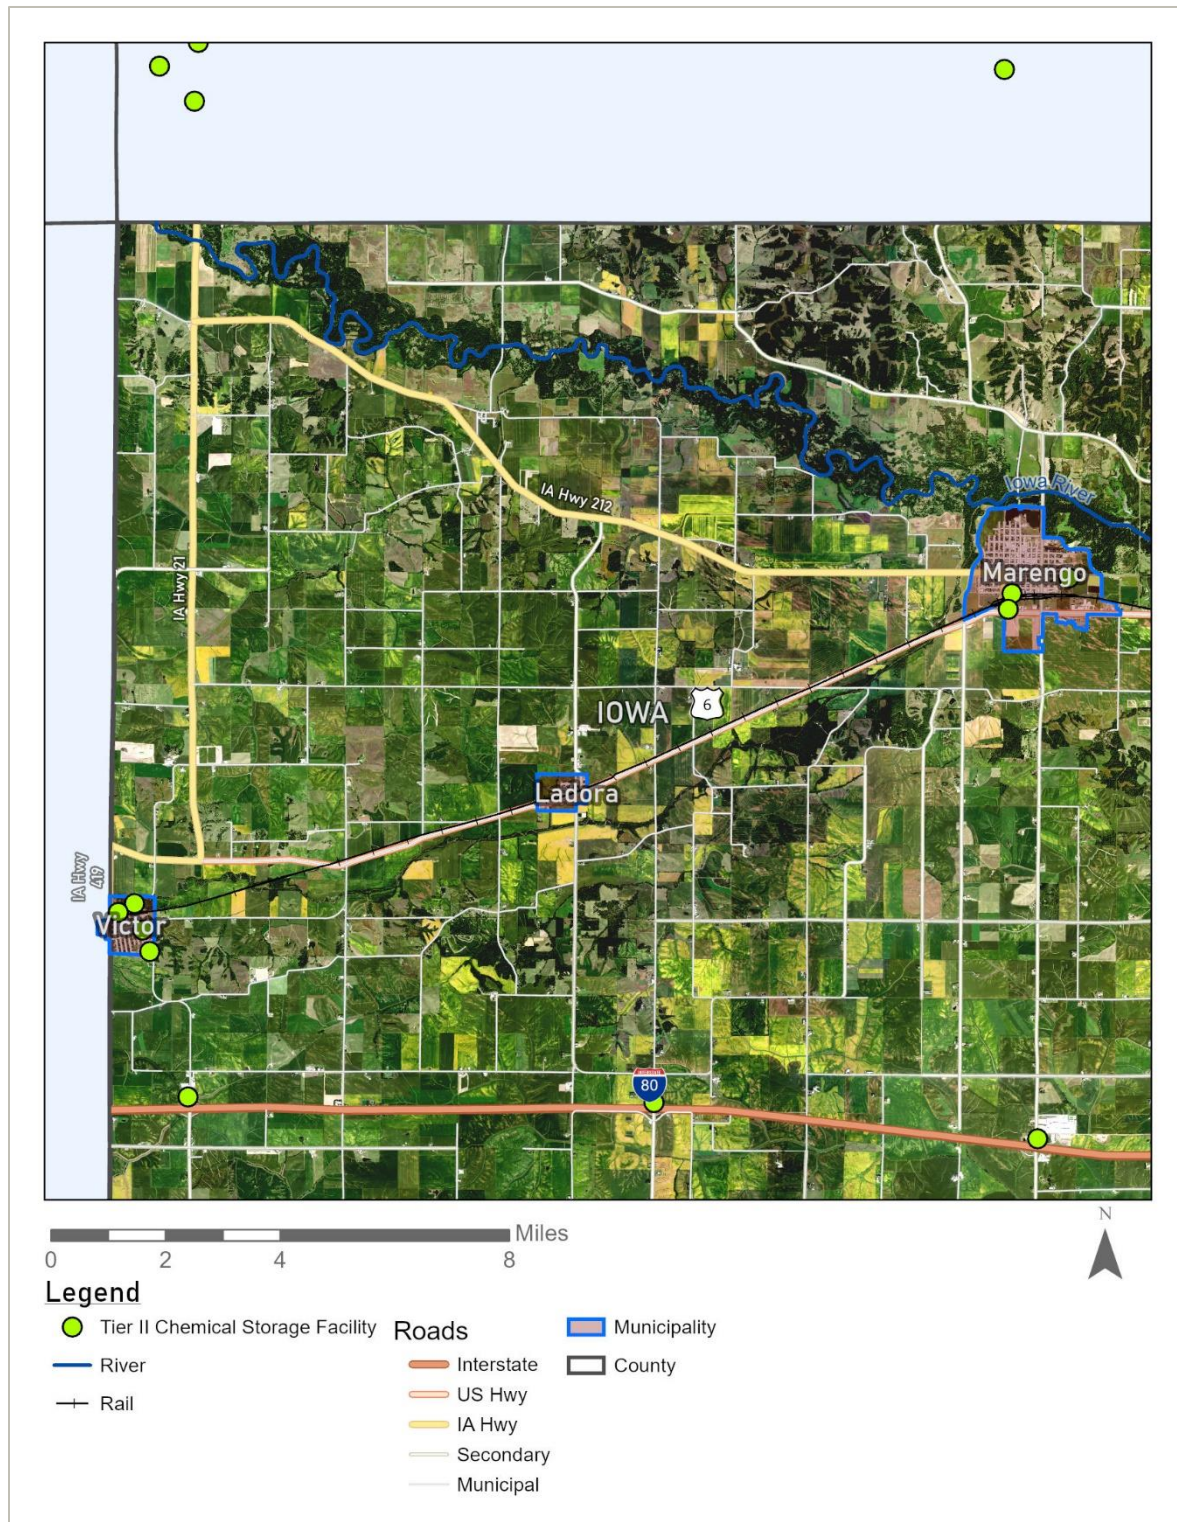 IA Hwy 212
Iowa River
Marengo
IA Hwy 21
IOWA
6
Ladora
IA Hwy
419
Victor
80
N
Miles
0 2 4 8
Legend
Tier II Chemical Storage Facility
River
Rail
Roads
Interstate
US Hwy
IA Hwy
Secondary
Municipal
Municipality
County